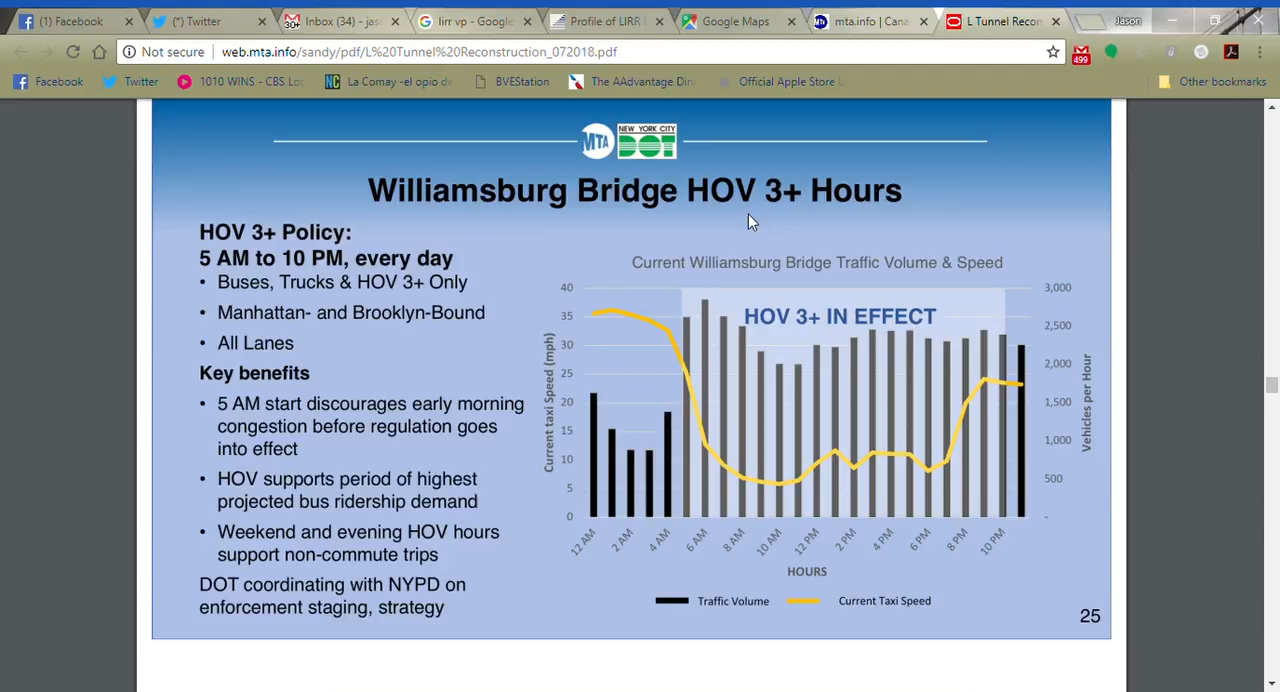 (1) Facebook
(*) Twitter
Inbox (34) - jas
lirr vp - Google
Profile of LIRR
Google Maps
mta.info | Cana
L Tunnel Recon
Jason
Not secure
web.mta.info/sandy/pdf/L%20Tunnel%20Reconstruction_072018.pdf
499
Facebook
Twitter
1010 WINS - CBS Loc
La Comay -el opio de
BVEStation
The AAdvantage Din
Official Apple Store
Other bookmarks
MTA
NEW YORK CITY
DOT
Williamsburg Bridge HOV 3+ Hours
HOV 3+ Policy:
5 AM to 10 PM, every day
• Buses, Trucks & HOV 3+ Only
• Manhattan- and Brooklyn-Bound
• All Lanes
Key benefits
• 5 AM start discourages early morning
congestion before regulation goes
into effect
• HOV supports period of highest
projected bus ridership demand
• Weekend and evening HOV hours
support non-commute trips
DOT coordinating with NYPD on
enforcement staging, strategy
Current Williamsburg Bridge Traffic Volume & Speed
HOV 3+ IN EFFECT
Current taxi Speed (mph)
40
35
30
25
20
15
10
5
0
3,000
2,500
2,000
1,500
1,000
500
-
Vehicles per Hour
12 AM
2 AM
4 AM
6 AM
8 AM
10 AM
12 PM
2 PM
4 PM
6 PM
8 PM
10 PM
HOURS
Traffic Volume
Current Taxi Speed
25